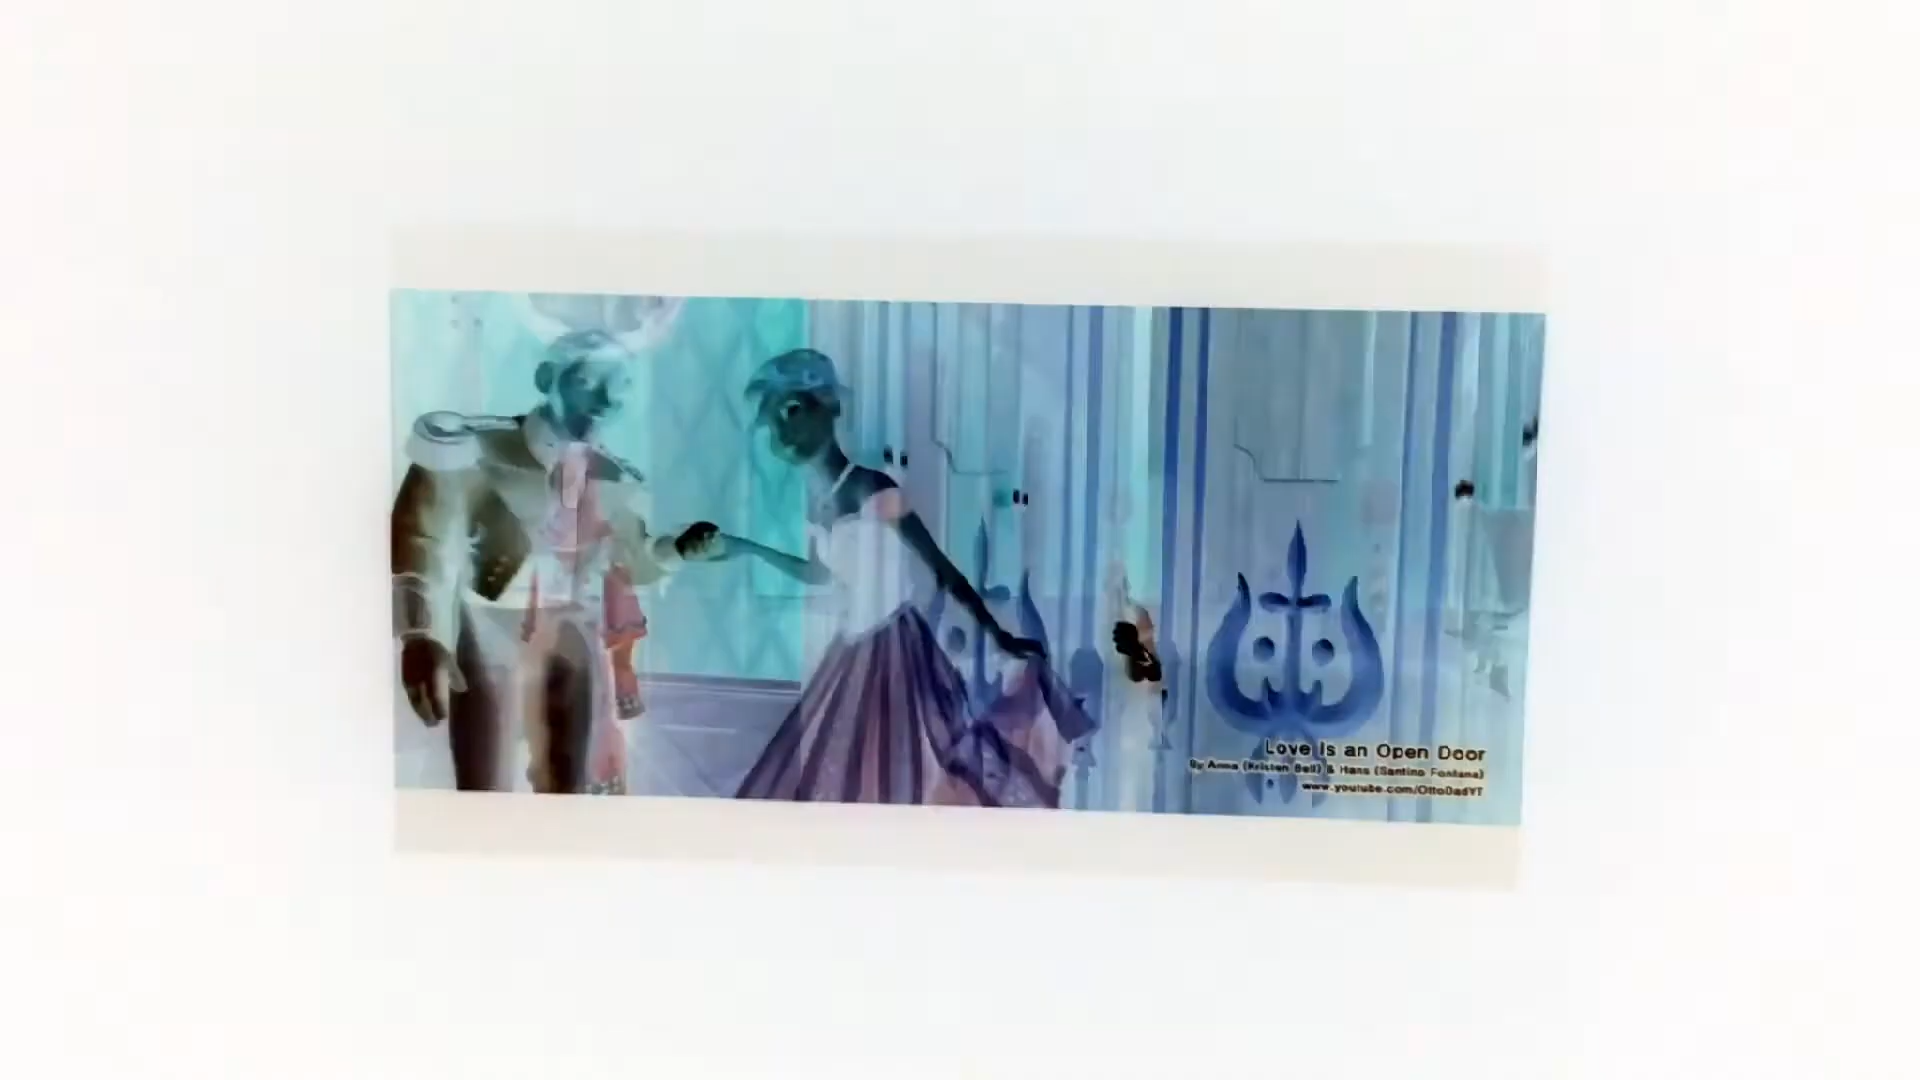 Love Is an Open Door
By Anna (Kristen Bell) & Hans (Santino Fontana)
www.youtube.com/OttoDadYT